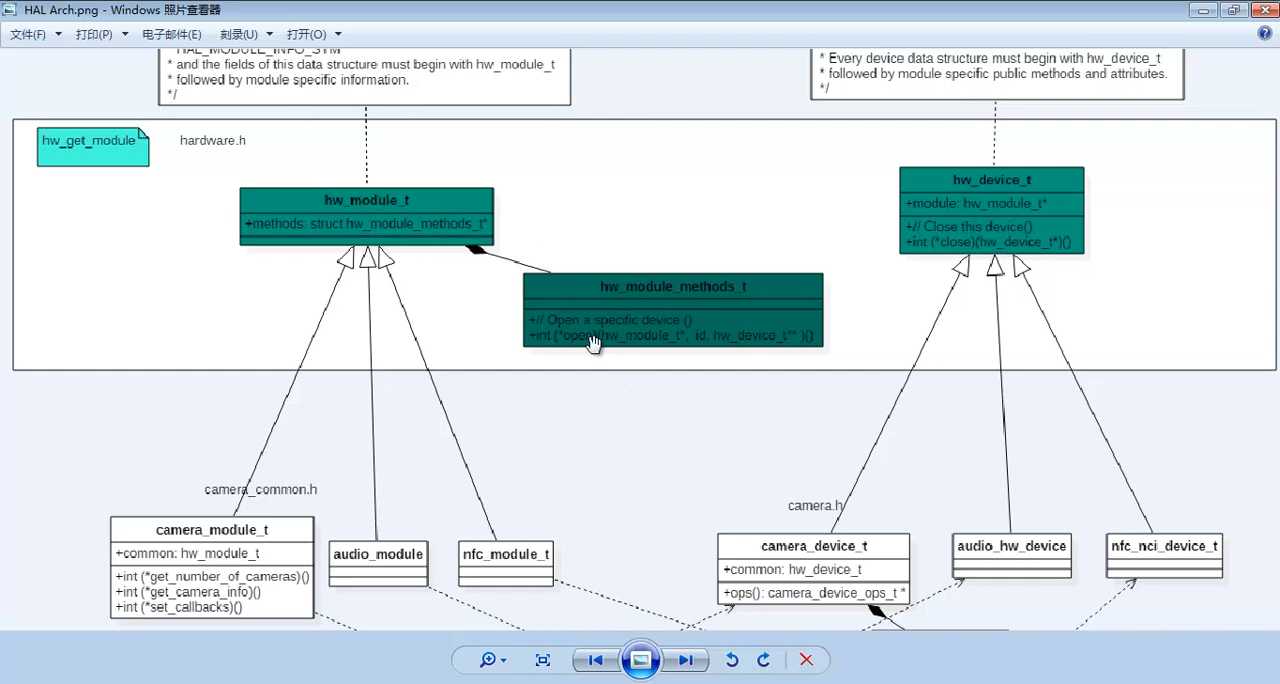 HAL Arch.png - Windows 照片查看器
文件(F) 打印(P) 电子邮件(E) 刻录(U) 打开(O)
HAL_MODULE_INFO_SYM
* and the fields of this data structure must begin with hw_module_t
* followed by module specific information.
*/
* Every device data structure must begin with hw_device_t
* followed by module specific public methods and attributes.
*/
hw_get_module
hardware.h
hw_module_t
+methods: struct hw_module_methods_t*
hw_device_t
+module: hw_module_t*
+// Close this device()
+int (*close)(hw_device_t*)()
hw_module_methods_t
+// Open a specific device ()
+int (*open)(hw_module_t*, id, hw_device_t** )()
camera_common.h
camera.h
camera_module_t
+common: hw_module_t
+int (*get_number_of_cameras)()
+int (*get_camera_info)()
+int (*set_callbacks)()
audio_module
nfc_module_t
camera_device_t
+common: hw_device_t
+ops(): camera_device_ops_t *
audio_hw_device
nfc_nci_device_t